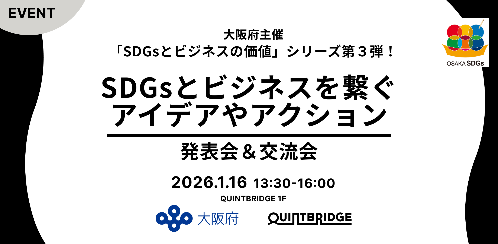 EVENT
大阪府主催
「SDGsとビジネスの価値」シリーズ第３弾！
OSAKA SDGs
SDGsとビジネスを繋ぐ
アイデアやアクション
発表会＆交流会
2026.1.16 13:30-16:00
QUINTBRIDGE 1F
大阪府
QUINTBRIDGE